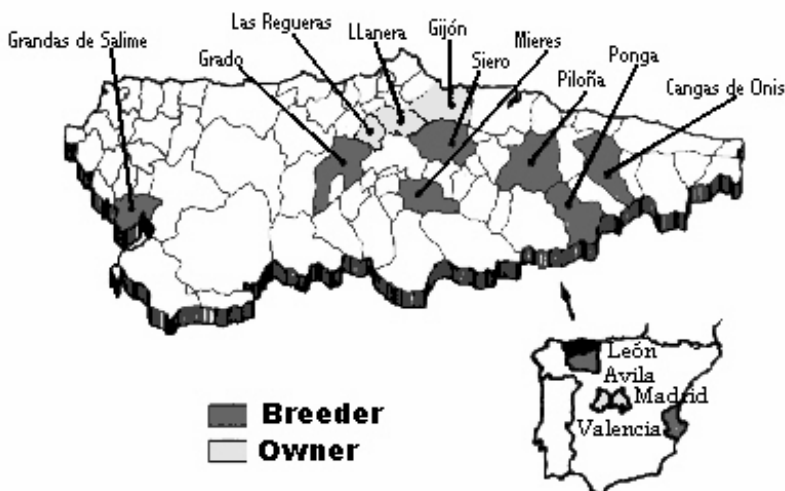 Grandas de Salime
Las Regueras
Grado
LLanera
Gijón
Siero
Mieres
Piloña
Ponga
Cangas de Onis
León
Avila
Madrid
Valencia
Breeder
Owner